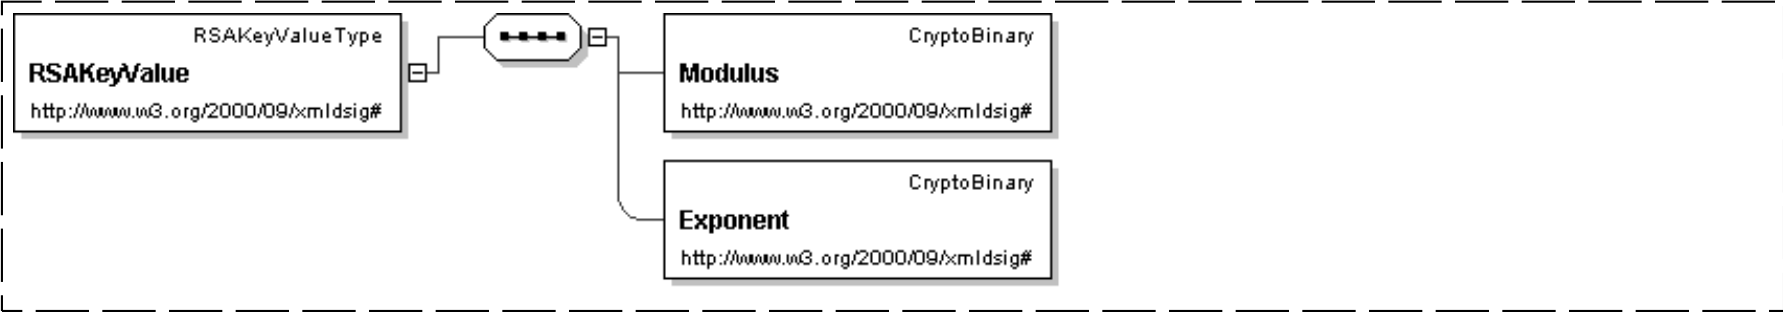 RSAKeyValueType
RSAKeyValue
http://www.w3.org/2000/09/xmldsig#
CryptoBinary
Modulus
http://www.w3.org/2000/09/xmldsig#
CryptoBinary
Exponent
http://www.w3.org/2000/09/xmldsig#